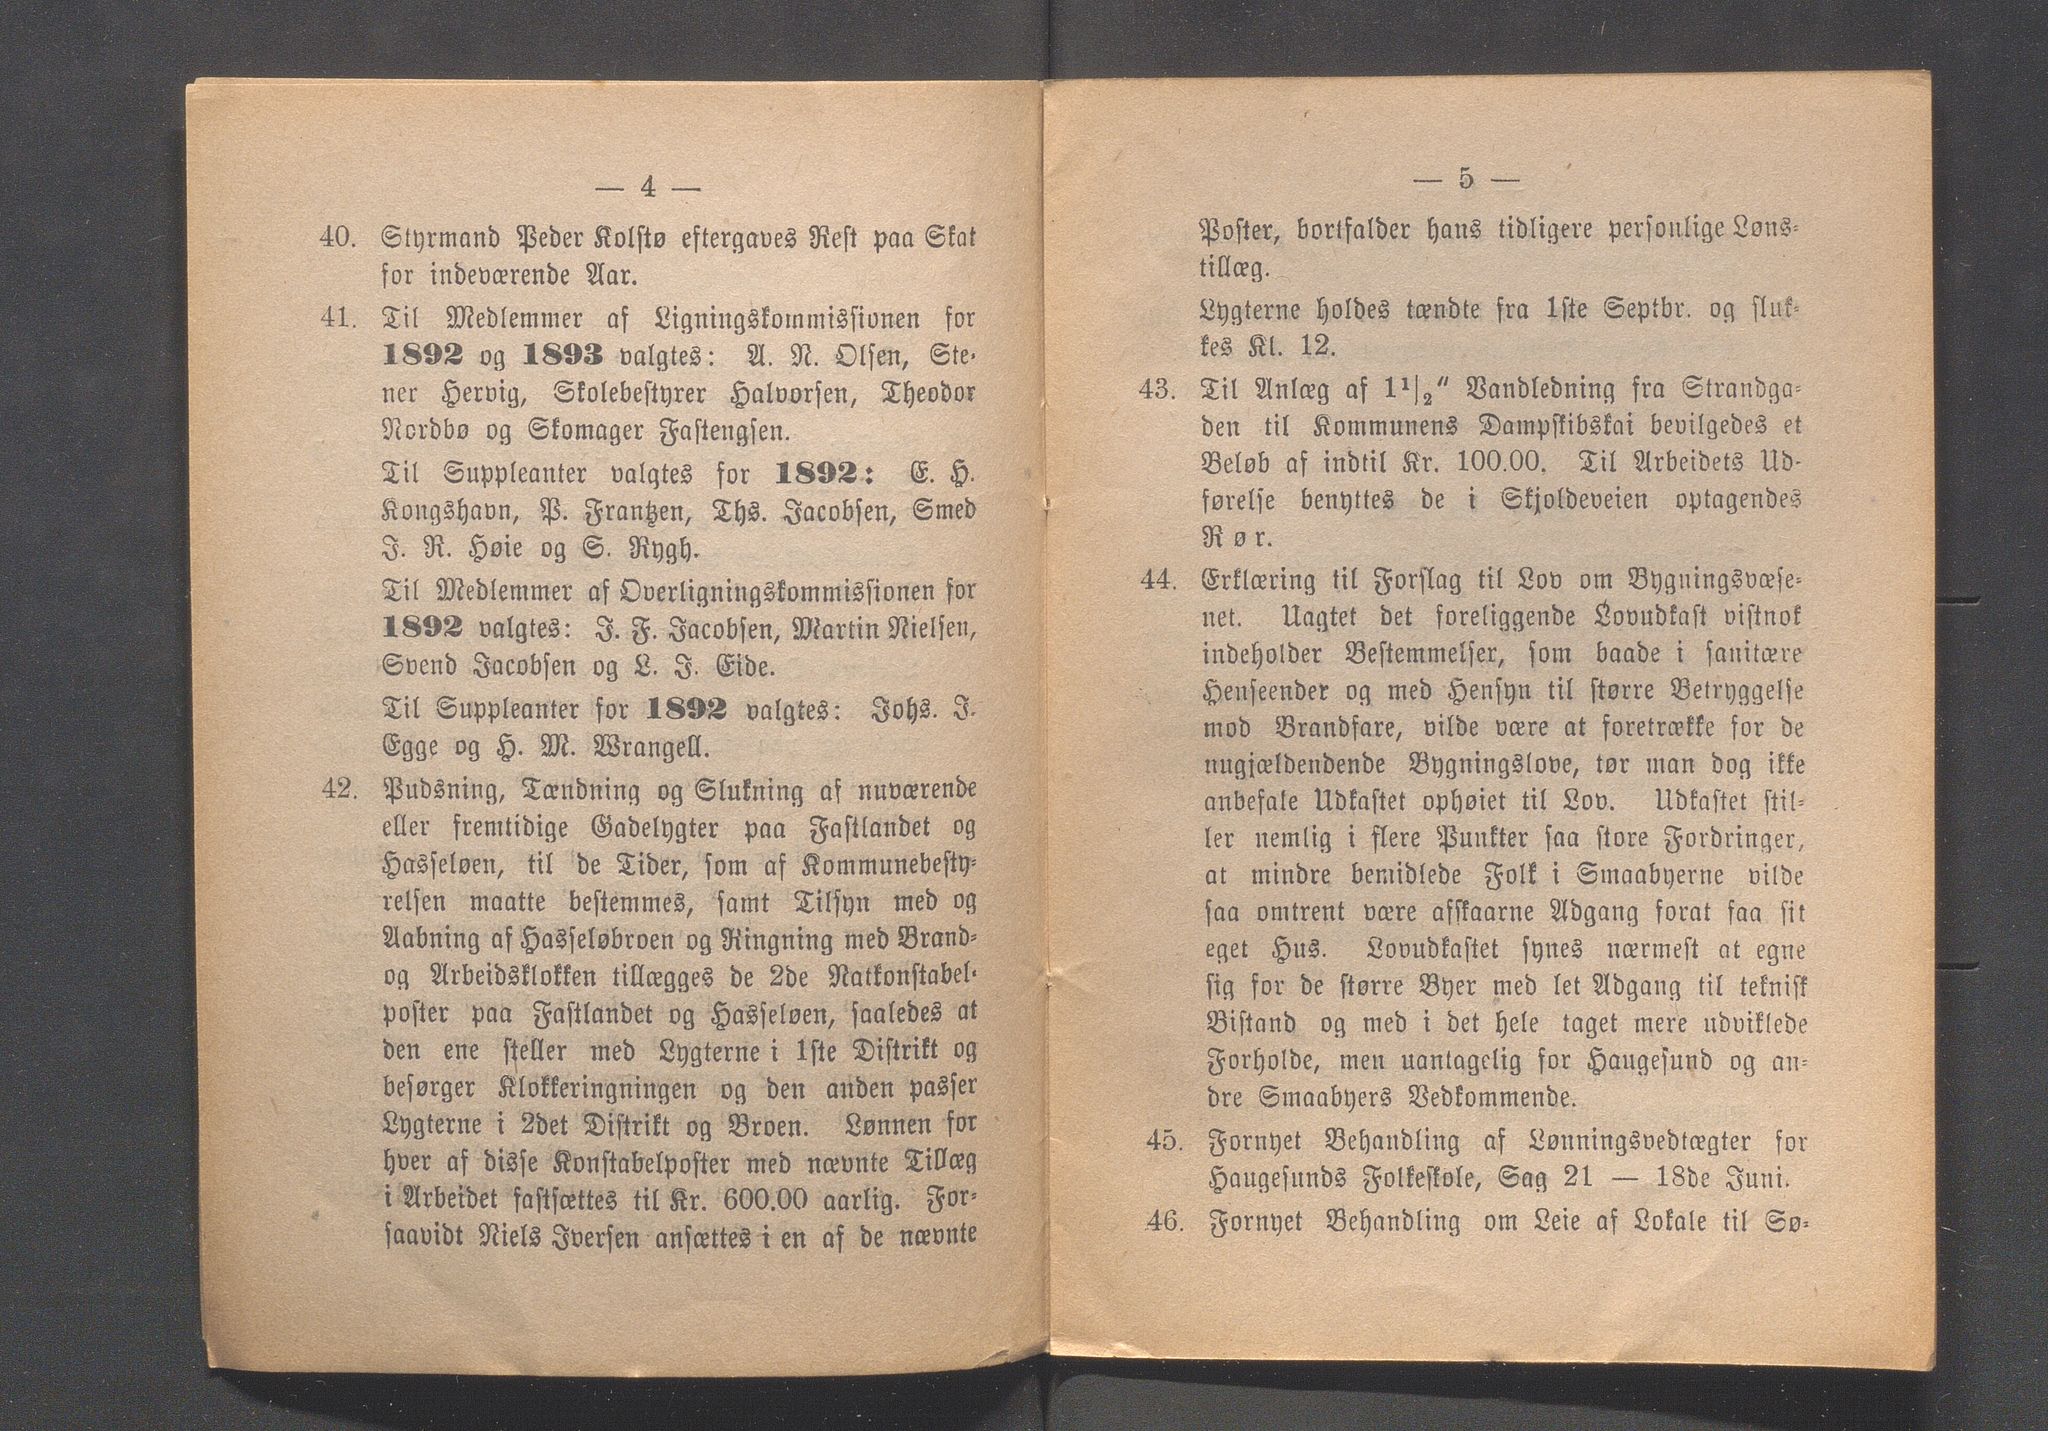 — 4 —
40. Styrmand Peder Kolstø eftergaves Rest paa Skat
for indeværende Aar.
41. Til Medlemmer af Ligningskommissionen for
1892 og 1893 valgtes: A. N. Olsen, Ste-
ner Hervig, Skolebestyrer Halvorsen, Theodor
Nordbø og Skomager Fastengsen.
Til Suppleanter valgtes for 1892: E. H.
Kongshavn, P. Frantzen, Ths. Jacobsen, Smed
J. R. Høie og S. Rygh.
Til Medlemmer af Overligningskommissionen for
1892 valgtes: J. F. Jacobsen, Martin Nielsen,
Svend Jacobsen og L. J. Eide.
Til Suppleanter for 1892 valgtes: Johs. J.
Egge og H. M. Wrangell.
42. Pudsning, Tændning og Slukning af nuværende
eller fremtidige Gadelygter paa Fastlandet og
Hasseløen, til de Tider, som af Kommunebesty-
relsen maatte bestemmes, samt Tilsyn med og
Aabning af Hasseløbroen og Ringning med Brand-
og Arbeidsklokken tillægges de 2de Natkonstabel-
poster paa Fastlandet og Hasseløen, saaledes at
den ene steller med Lygterne i 1ste Distrikt og
besørger Klokkeringningen og den anden passer
Lygterne i 2det Distrikt og Broen. Lønnen for
hver af disse Konstabelposter med nævnte Tillæg
i Arbeidet fastsættes til Kr. 600.00 aarlig. For-
saavidt Niels Iversen ansættes i en af de nævnte
— 5 —
Poster, bortfalder hans tidligere personlige Løns-
tillæg.
Lygterne holdes tændte fra 1ste Septbr. og sluk-
kes Kl. 12.
43. Til Anlæg af 1 1/2" Vandledning fra Strandga-
den til Kommunens Dampskibskai bevilgedes et
Beløb af indtil Kr. 100.00. Til Arbeidets Ud-
førelse benyttes de i Skjoldeveien optagendes
Rør.
44. Erklæring til Forslag til Lov om Bygningsvæse-
net. Uagtet det foreliggende Lovudkast vistnok
indeholder Bestemmelser, som baade i sanitære
Henseender og med Hensyn til større Betryggelse
mod Brandfare, vilde være at foretrække for de
nugjældendende Bygningslove, tør man dog ikke
anbefale Udkastet ophøiet til Lov. Udkastet stil-
ler nemlig i flere Punkter saa store Fordringer,
at mindre bemidlede Folk i Smaabyerne vilde
saa omtrent være afskaarne Adgang forat faa sit
eget Hus. Lovudkastet synes nærmest at egne
sig for de større Byer med let Adgang til teknisk
Bistand og med i det hele taget mere udviklede
Forholde, men uantagelig for Haugesund og an-
dre Smaabyers Vedkommende.
45. Fornyet Behandling af Lønningsvedtægter for
Haugesunds Folkeskole, Sag 21 — 18de Juni.
46. Fornyet Behandling om Leie af Lokale til Sø-